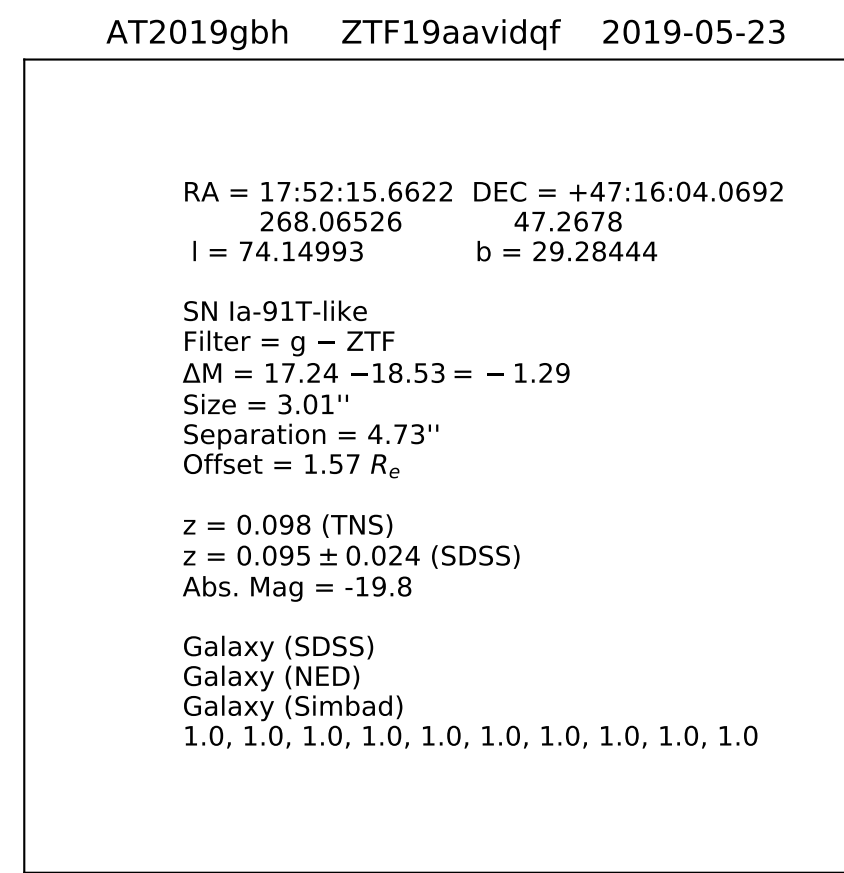 AT2019gbh ZTF19aavidqf 2019-05-23
RA = 17:52:15.6622 DEC = +47:16:04.0692
268.06526 47.2678
l = 74.14993 b = 29.28444
SN Ia-91T-like
Filter = g − ZTF
ΔM = 17.24 −18.53 = − 1.29
Size = 3.01''
Separation = 4.73''
Offset = 1.57 Rₑ
z = 0.098 (TNS)
z = 0.095 ± 0.024 (SDSS)
Abs. Mag = -19.8
Galaxy (SDSS)
Galaxy (NED)
Galaxy (Simbad)
1.0, 1.0, 1.0, 1.0, 1.0, 1.0, 1.0, 1.0, 1.0, 1.0